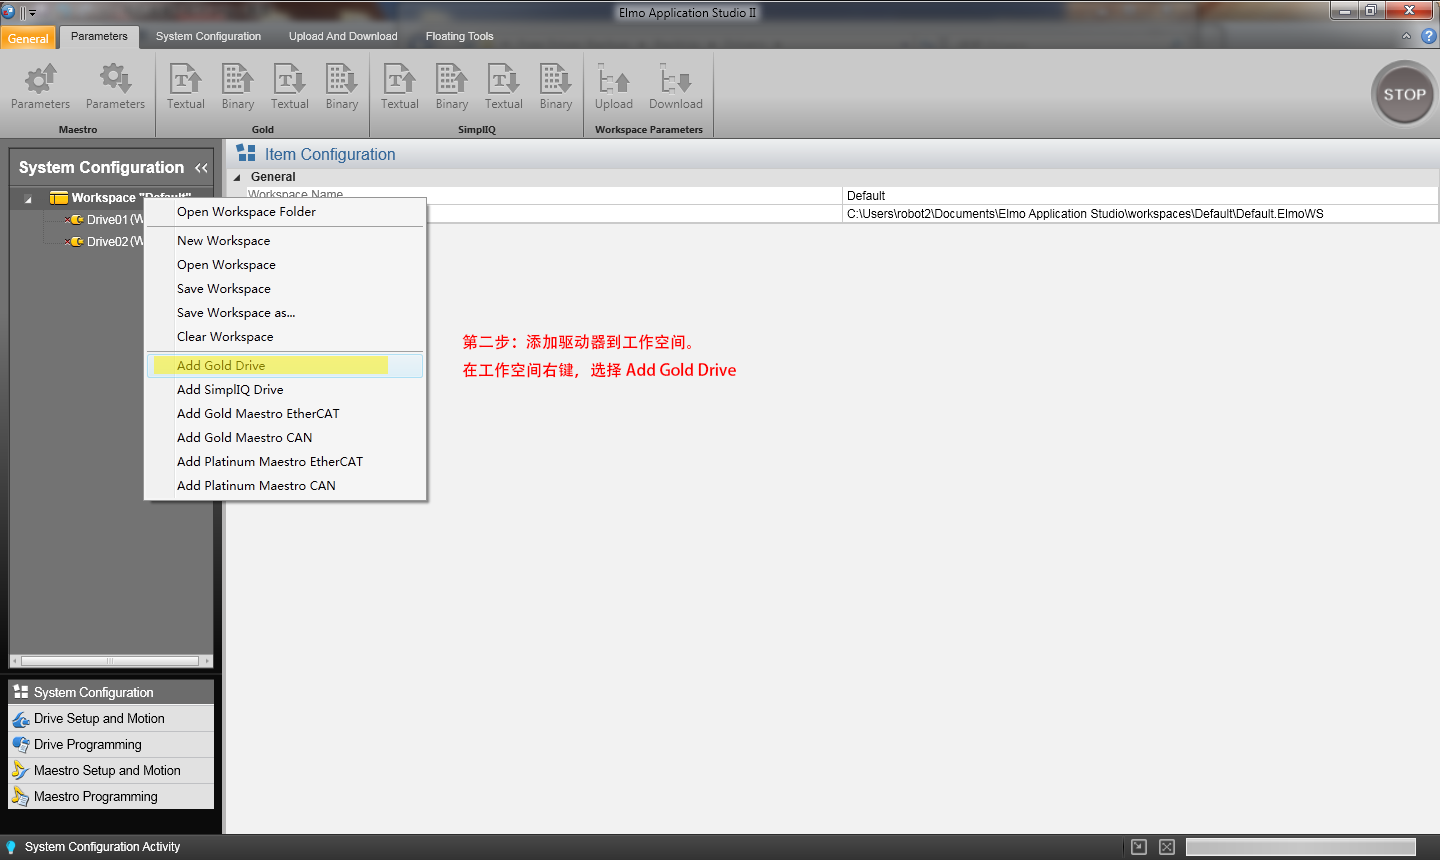 Elmo Application Studio II
General
Parameters
System Configuration
Upload And Download
Floating Tools
Parameters
Parameters
Textual
Binary
Textual
Binary
Textual
Binary
Textual
Binary
Upload
Download
STOP
Maestro
Gold
SimplIQ
Workspace Parameters
System Configuration
Item Configuration
General
Workspace "Default"
Workspace Name
Default
C:\Users\robot2\Documents\Elmo Application Studio\workspaces\Default\Default.ElmoWS
Drive01 (W
Drive02 (W
Open Workspace Folder
New Workspace
Open Workspace
Save Workspace
Save Workspace as...
Clear Workspace
Add Gold Drive
Add SimplIQ Drive
Add Gold Maestro EtherCAT
Add Gold Maestro CAN
Add Platinum Maestro EtherCAT
Add Platinum Maestro CAN
第二步：添加驱动器到工作空间。
在工作空间右键，选择 Add Gold Drive
System Configuration
Drive Setup and Motion
Drive Programming
Maestro Setup and Motion
Maestro Programming
System Configuration Activity